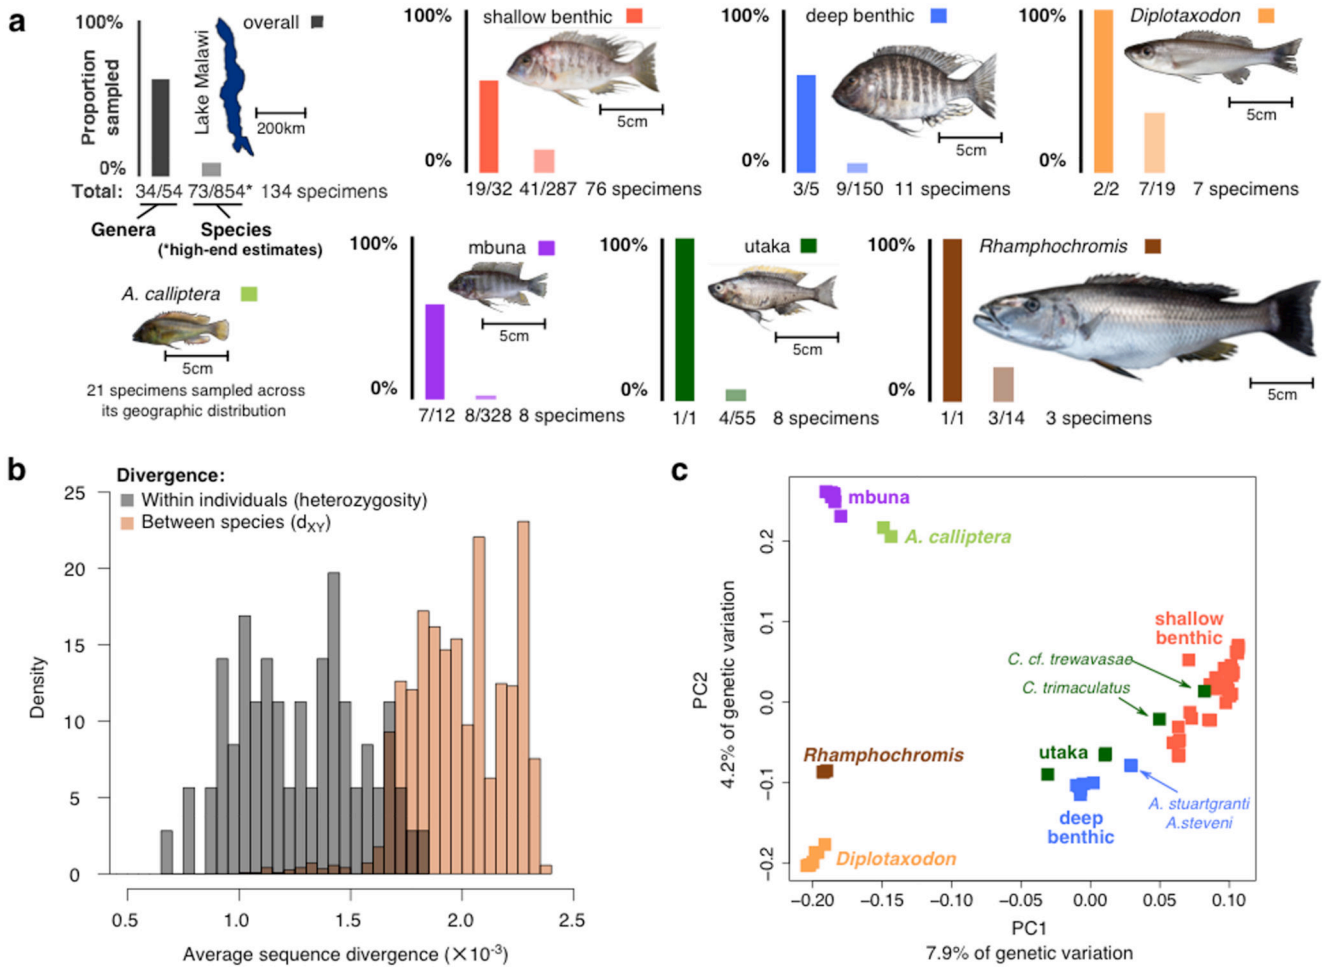 a
100%
Proportion
sampled
0%
Lake Malawi
overall
200km
Total: 34/54 73/854* 134 specimens
Genera Species
(*high-end estimates)
100%
0%
shallow benthic
5cm
19/32 41/287 76 specimens
100%
0%
deep benthic
5cm
3/5 9/150 11 specimens
100%
0%
Diplotaxodon
5cm
2/2 7/19 7 specimens
A. calliptera
5cm
21 specimens sampled across
its geographic distribution
100%
0%
mbuna
5cm
7/12 8/328 8 specimens
100%
0%
utaka
5cm
1/1 4/55 8 specimens
100%
0%
Rhamphochromis
5cm
1/1 3/14 3 specimens
b
Divergence:
Within individuals (heterozygosity)
Between species (dXY)
25
20
15
10
5
0
Density
0.5 1.0 1.5 2.0 2.5
Average sequence divergence (×10-3)
c
mbuna
A. calliptera
shallow
benthic
C. cf. trewavasae
C. trimaculatus
Rhamphochromis
utaka
A. stuartgranti
A.steveni
deep
benthic
Diplotaxodon
0.2
0.1
0.0
−0.1
−0.2
PC2
4.2% of genetic variation
−0.20 −0.15 −0.10 −0.05 0.00 0.05 0.10
PC1
7.9% of genetic variation